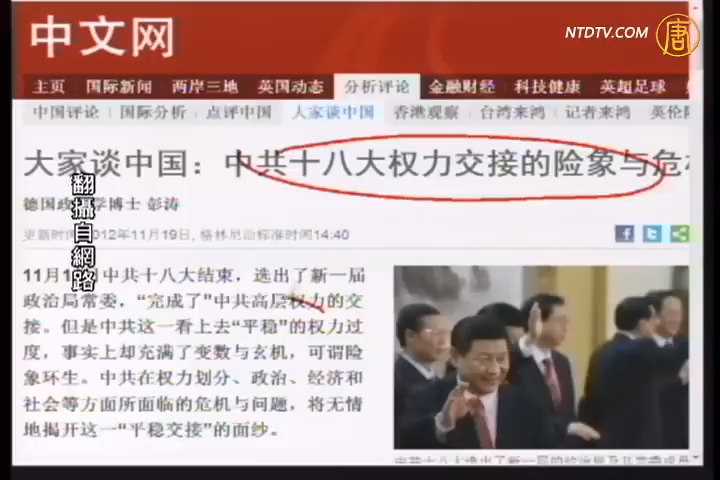 中文网
NTDTV.COM
唐
主页 国际新闻 两岸三地 英国动态 分析评论 金融财经 科技健康 英超足球
中国评论 国际分析 点评中国 大家谈中国 香港观察 台湾来鸿 记者来鸿 英伦
大家谈中国：中共十八大权力交接的险象与危
德国政 学博士 彭涛
翻攝自網路
更新时间 012年11月19日, 格林尼治标准时间14:40
11月1 中共十八大结束，选出了新一届
政治局常委，“完成了”中共高层权力的交
接。但是中共这一看上去“平稳”的权力过
度，事实上却充满了变数与玄机，可谓险
象环生。中共在权力划分、政治、经济和
社会等方面所面临的危机与问题，将无情
地揭开这一“平稳交接”的面纱。